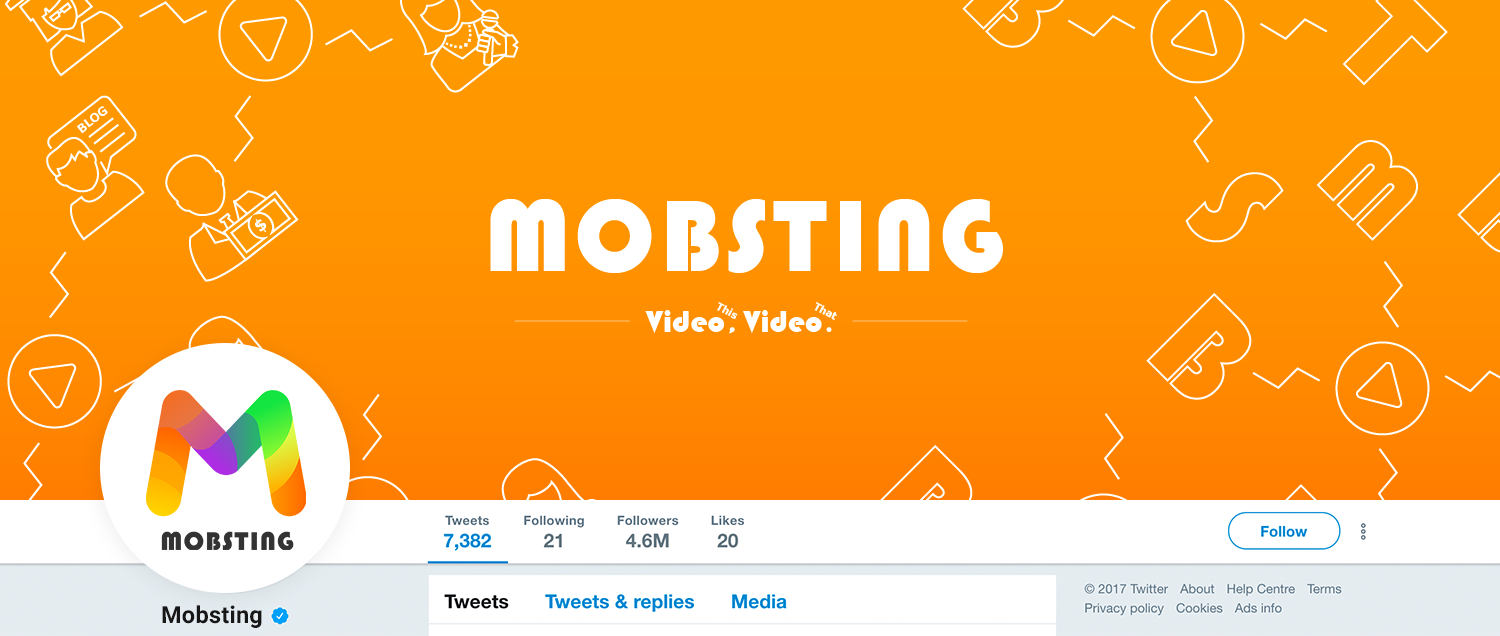 BLOG
$
MOBSTING
This That
Video, Video.
MOBSTING
Tweets Following Followers Likes
7,382 21 4.6M 20
Follow
Mobsting
Tweets Tweets & replies Media
© 2017 Twitter About Help Centre Terms
Privacy policy Cookies Ads info